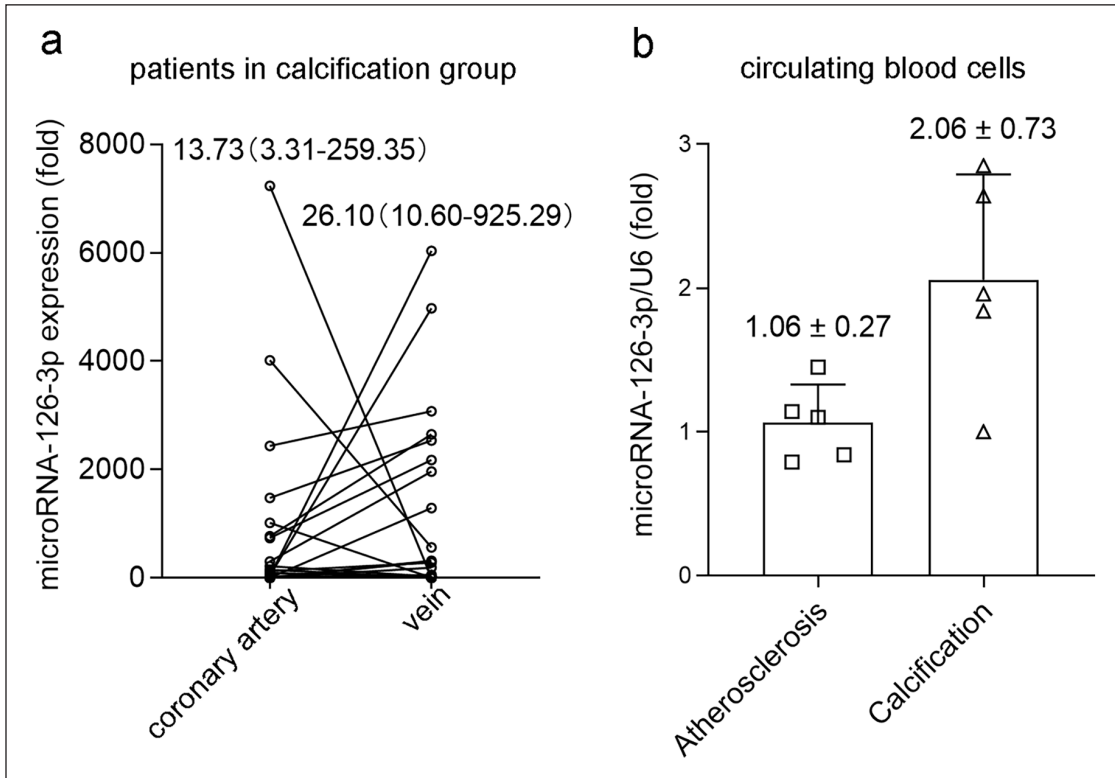 a
patients in calcification group
microRNA-126-3p expression (fold)
8000
6000
4000
2000
0
13.73(3.31-259.35)
26.10(10.60-925.29)
coronary artery
vein
b
circulating blood cells
microRNA-126-3p/U6 (fold)
3
2
1
0
1.06 ± 0.27
2.06 ± 0.73
Atherosclerosis
Calcification